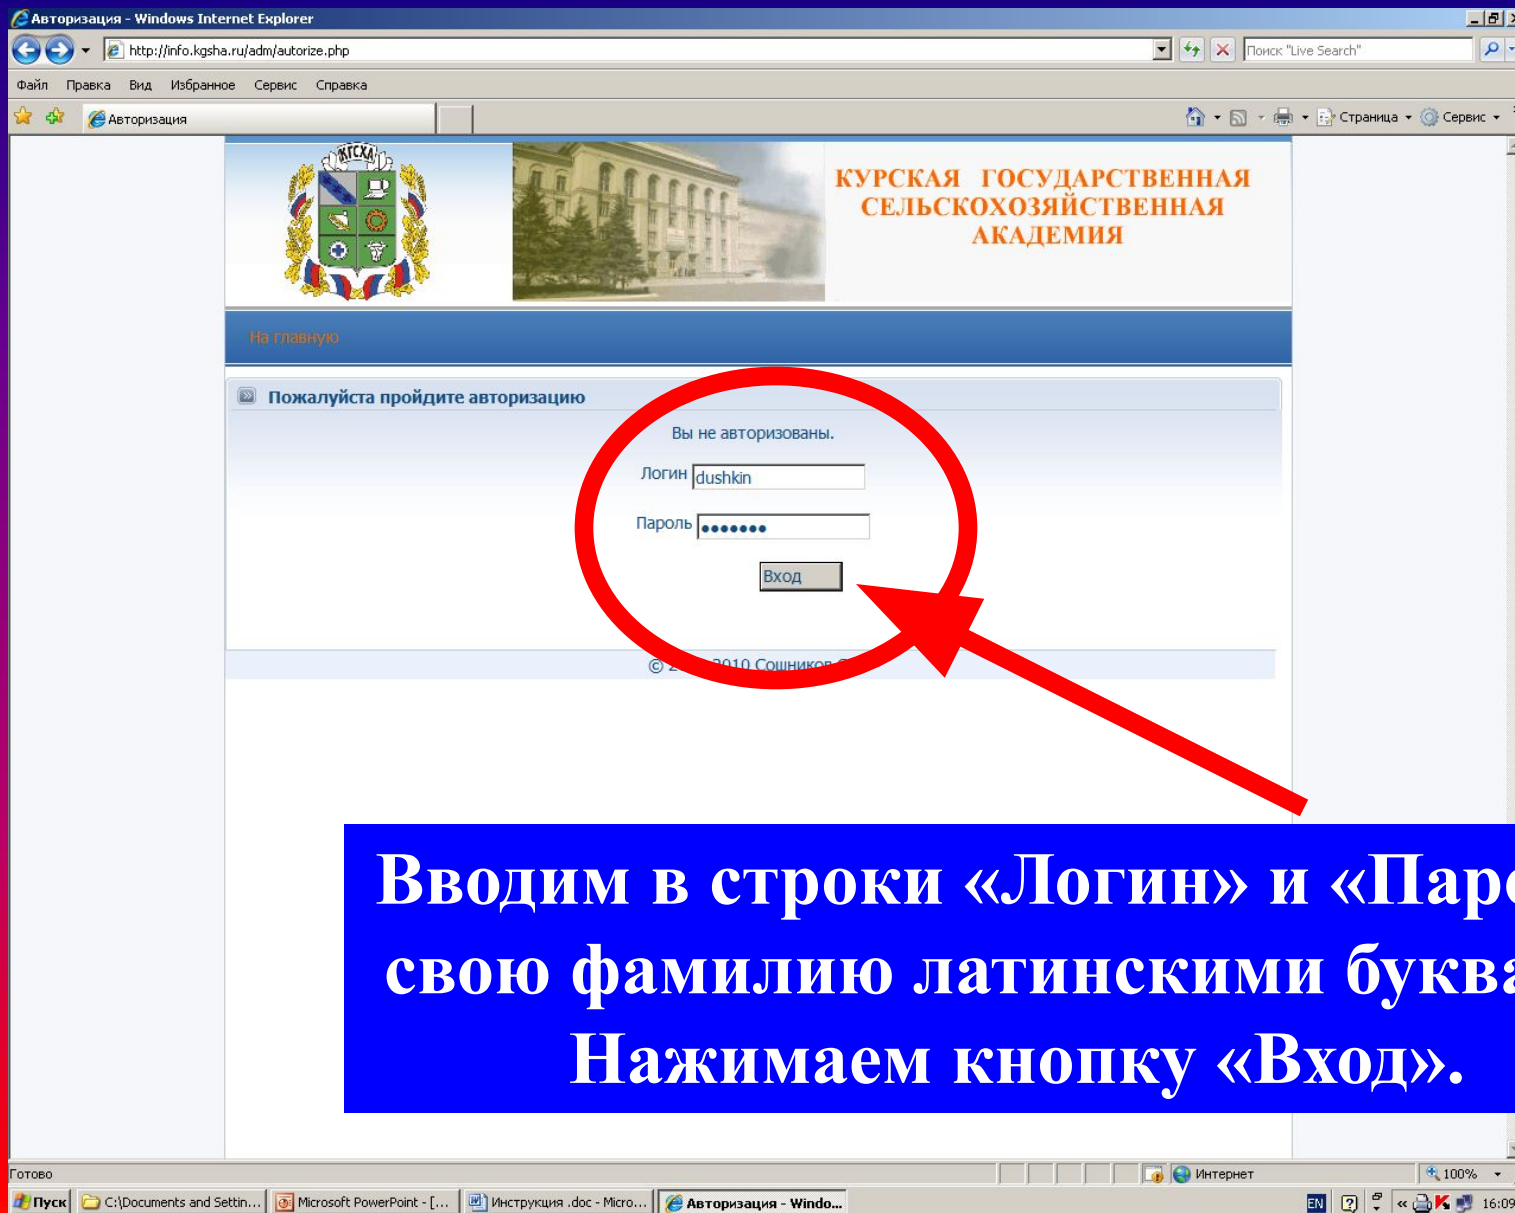 Авторизация - Windows Internet Explorer
http://info.kgsha.ru/adm/autorize.php
Поиск "Live Search"
Файл Правка Вид Избранное Сервис Справка
Авторизация
Страница Сервис
КГСХА
КУРСКАЯ ГОСУДАРСТВЕННАЯ
СЕЛЬСКОХОЗЯЙСТВЕННАЯ
АКАДЕМИЯ
На главную
Пожалуйста пройдите авторизацию
Вы не авторизованы.
Логин dushkin
Пароль •••••••
Вход
© 2010 Сошников
Вводим в строки «Логин» и «Паро
свою фамилию латинскими буква
Нажимаем кнопку «Вход».
Готово
Интернет
100%
Пуск
C:\Documents and Settin...
Microsoft PowerPoint - [...
Инструкция .doc - Micro...
Авторизация - Windo...
EN
16:09